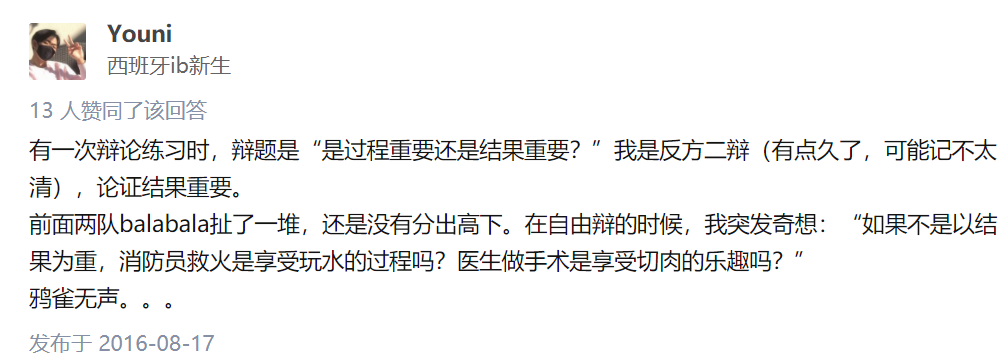 Youni
西班牙ib新生
13 人赞同了该回答
有一次辩论练习时，辩题是“是过程重要还是结果重要？”我是反方二辩（有点久了，可能记不太
清），论证结果重要。
前面两队balabala扯了一堆，还是没有分出高下。在自由辩的时候，我突发奇想：“如果不是以结
果为重，消防员救火是享受玩水的过程吗？医生做手术是享受切肉的乐趣吗？”
鸦雀无声。。。
发布于 2016-08-17